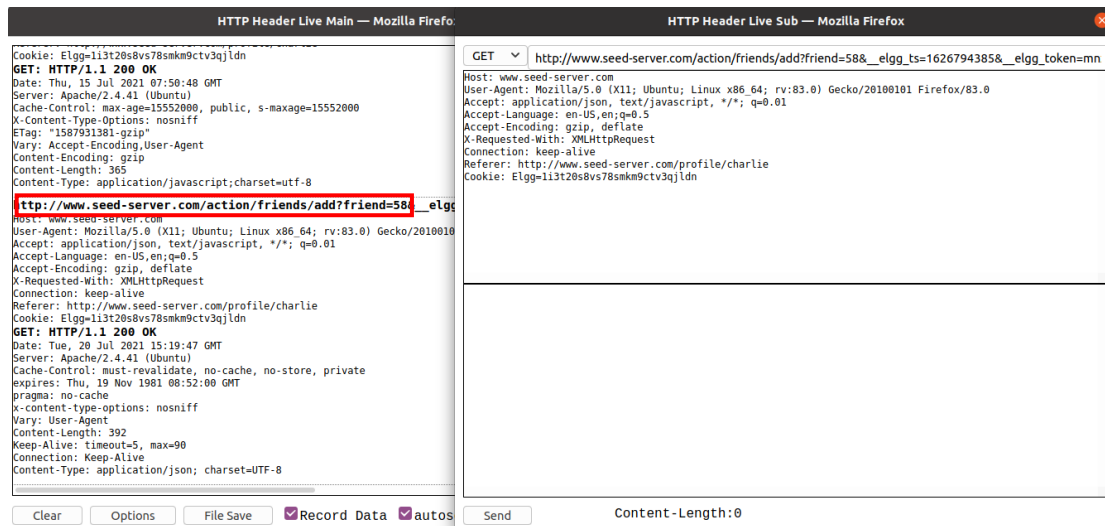 HTTP Header Live Main — Mozilla Firefo
Cookie: Elgg=1i3t20s8vs78smkm9ctv3qjldn
GET: HTTP/1.1 200 OK
Date: Thu, 15 Jul 2021 07:50:48 GMT
Server: Apache/2.4.41 (Ubuntu)
Cache-Control: max-age=15552000, public, s-maxage=15552000
X-Content-Type-Options: nosniff
ETag: "1587931381-gzip"
Vary: Accept-Encoding,User-Agent
Content-Encoding: gzip
Content-Length: 365
Content-Type: application/javascript;charset=utf-8
http://www.seed-server.com/action/friends/add?friend=58&__elgg
Host: www.seed-server.com
User-Agent: Mozilla/5.0 (X11; Ubuntu; Linux x86_64; rv:83.0) Gecko/2010010
Accept: application/json, text/javascript, */*; q=0.01
Accept-Language: en-US,en;q=0.5
Accept-Encoding: gzip, deflate
X-Requested-With: XMLHttpRequest
Connection: keep-alive
Referer: http://www.seed-server.com/profile/charlie
Cookie: Elgg=1i3t20s8vs78smkm9ctv3qjldn
GET: HTTP/1.1 200 OK
Date: Tue, 20 Jul 2021 15:19:47 GMT
Server: Apache/2.4.41 (Ubuntu)
Cache-Control: must-revalidate, no-cache, no-store, private
expires: Thu, 19 Nov 1981 08:52:00 GMT
pragma: no-cache
x-content-type-options: nosniff
Vary: User-Agent
Content-Length: 392
Keep-Alive: timeout=5, max=90
Connection: Keep-Alive
Content-Type: application/json; charset=UTF-8
Clear Options File Save Record Data autos
HTTP Header Live Sub — Mozilla Firefox
GET http://www.seed-server.com/action/friends/add?friend=58&__elgg_ts=1626794385&__elgg_token=mn
Host: www.seed-server.com
User-Agent: Mozilla/5.0 (X11; Ubuntu; Linux x86_64; rv:83.0) Gecko/20100101 Firefox/83.0
Accept: application/json, text/javascript, */*; q=0.01
Accept-Language: en-US,en;q=0.5
Accept-Encoding: gzip, deflate
X-Requested-With: XMLHttpRequest
Connection: keep-alive
Referer: http://www.seed-server.com/profile/charlie
Cookie: Elgg=1i3t20s8vs78smkm9ctv3qjldn
Send Content-Length:0